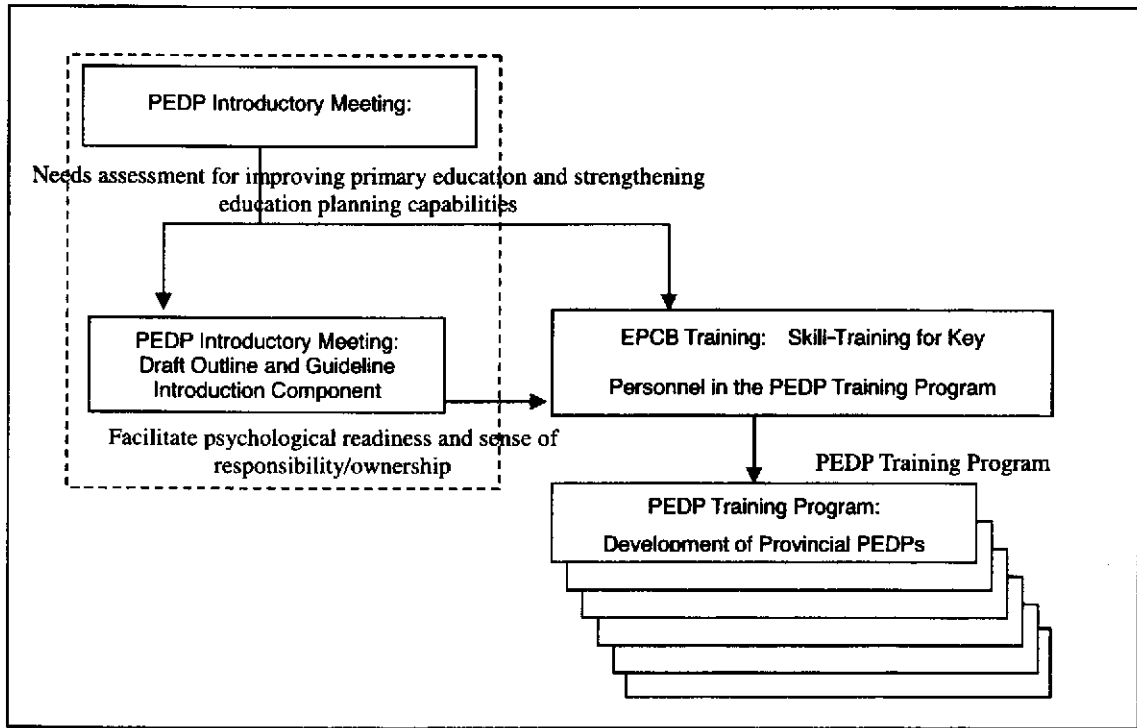 PEDP Introductory Meeting:
Needs assessment for improving primary education and strengthening
education planning capabilities
PEDP Introductory Meeting:
Draft Outline and Guideline
Introduction Component
EPCB Training: Skill-Training for Key
Personnel in the PEDP Training Program
Facilitate psychological readiness and sense of
responsibility/ownership
PEDP Training Program
PEDP Training Program:
Development of Provincial PEDPs